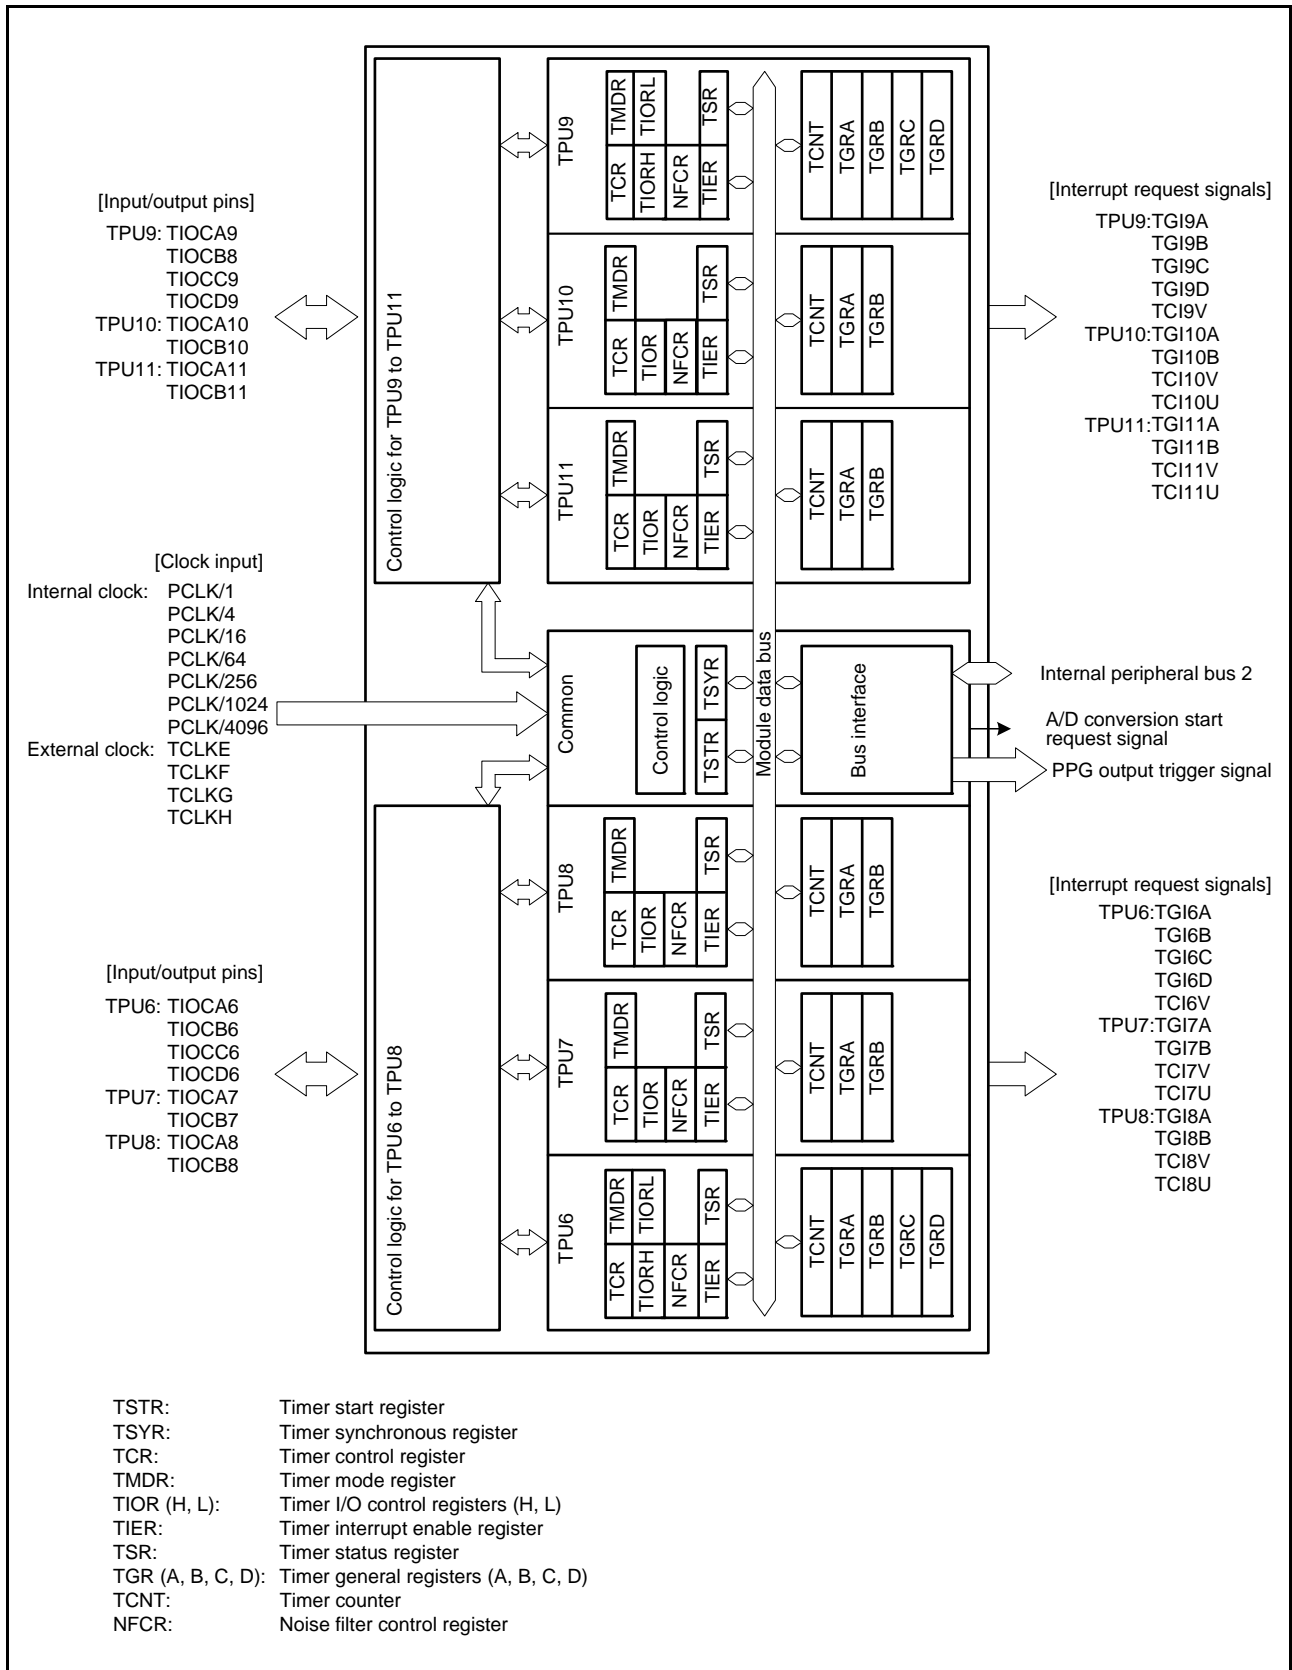 [Input/output pins]
TPU9: TIOCA9
TIOCB8
TIOCC9
TIOCD9
TPU10: TIOCA10
TIOCB10
TPU11: TIOCA11
TIOCB11
[Clock input]
Internal clock: PCLK/1
PCLK/4
PCLK/16
PCLK/64
PCLK/256
PCLK/1024
PCLK/4096
External clock: TCLKE
TCLKF
TCLKG
TCLKH
[Input/output pins]
TPU6: TIOCA6
TIOCB6
TIOCC6
TIOCD6
TPU7: TIOCA7
TIOCB7
TPU8: TIOCA8
TIOCB8
Control logic for TPU9 to TPU11
Control logic for TPU6 to TPU8
TPU9
TCR
TMDR
TIORH
TIORL
NFCR
TIER
TSR
TCNT
TGRA
TGRB
TGRC
TGRD
TPU10
TCR
TMDR
TIOR
NFCR
TIER
TSR
TCNT
TGRA
TGRB
TPU11
TCR
TMDR
TIOR
NFCR
TIER
TSR
TCNT
TGRA
TGRB
Common
Control logic
TSTR
TSYR
Module data bus
Bus interface
TPU8
TCR
TMDR
TIOR
NFCR
TIER
TSR
TCNT
TGRA
TGRB
TPU7
TCR
TMDR
TIOR
NFCR
TIER
TSR
TCNT
TGRA
TGRB
TPU6
TCR
TMDR
TIORH
TIORL
NFCR
TIER
TSR
TCNT
TGRA
TGRB
TGRC
TGRD
[Interrupt request signals]
TPU9:TGI9A
TGI9B
TGI9C
TGI9D
TCI9V
TPU10:TGI10A
TGI10B
TCI10V
TCI10U
TPU11:TGI11A
TGI11B
TCI11V
TCI11U
Internal peripheral bus 2
A/D conversion start
request signal
PPG output trigger signal
[Interrupt request signals]
TPU6:TGI6A
TGI6B
TGI6C
TGI6D
TCI6V
TPU7:TGI7A
TGI7B
TCI7V
TCI7U
TPU8:TGI8A
TGI8B
TCI8V
TCI8U
TSTR: Timer start register
TSYR: Timer synchronous register
TCR: Timer control register
TMDR: Timer mode register
TIOR (H, L): Timer I/O control registers (H, L)
TIER: Timer interrupt enable register
TSR: Timer status register
TGR (A, B, C, D): Timer general registers (A, B, C, D)
TCNT: Timer counter
NFCR: Noise filter control register